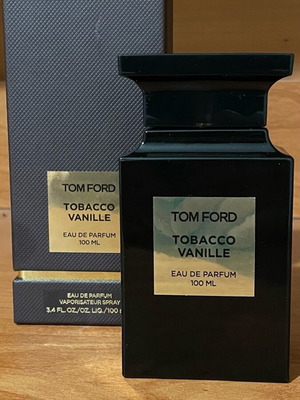 TOM FORD
TOBACCO
VANILLE
EAU DE PARFUM
100 ML
EAU DE PARFUM
VAPORISATEUR SPRAY
3.4 FL. OZ./OZ. LIQ./100
TOM FORD
TOBACCO
VANILLE
EAU DE PARFUM
100 ML